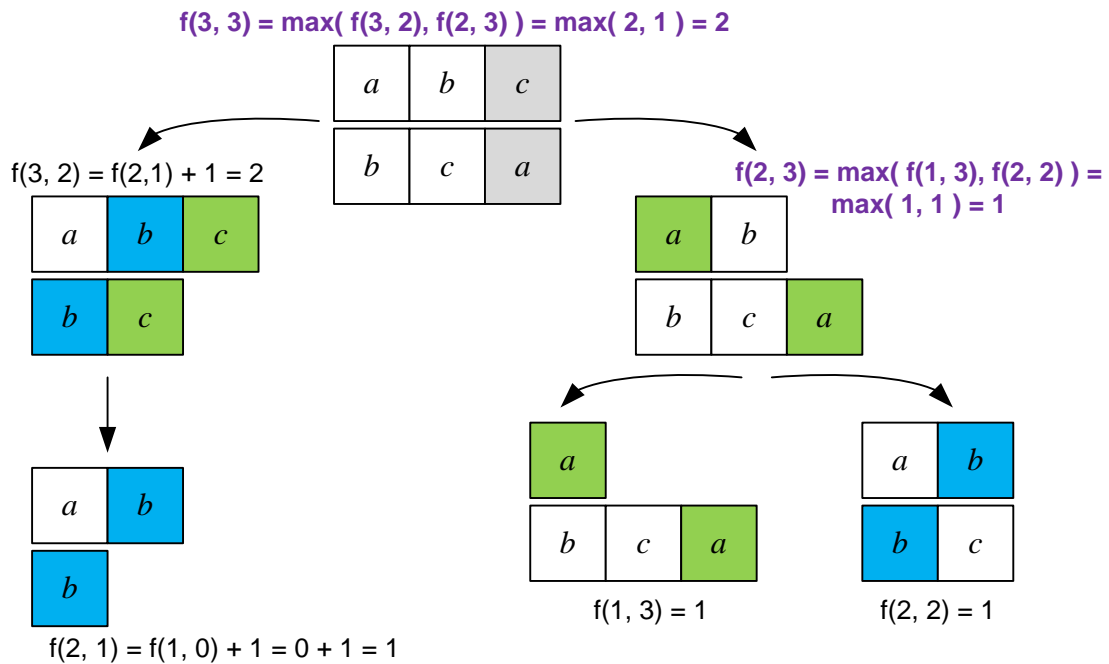 f(3, 3) = max( f(3, 2), f(2, 3) ) = max( 2, 1 ) = 2
a b c
b c a
f(3, 2) = f(2,1) + 1 = 2
a b c
b c
f(2, 3) = max( f(1, 3), f(2, 2) ) =
max( 1, 1 ) = 1
a b
b c a
a b
b
f(2, 1) = f(1, 0) + 1 = 0 + 1 = 1
a
b c a
f(1, 3) = 1
a b
b c
f(2, 2) = 1